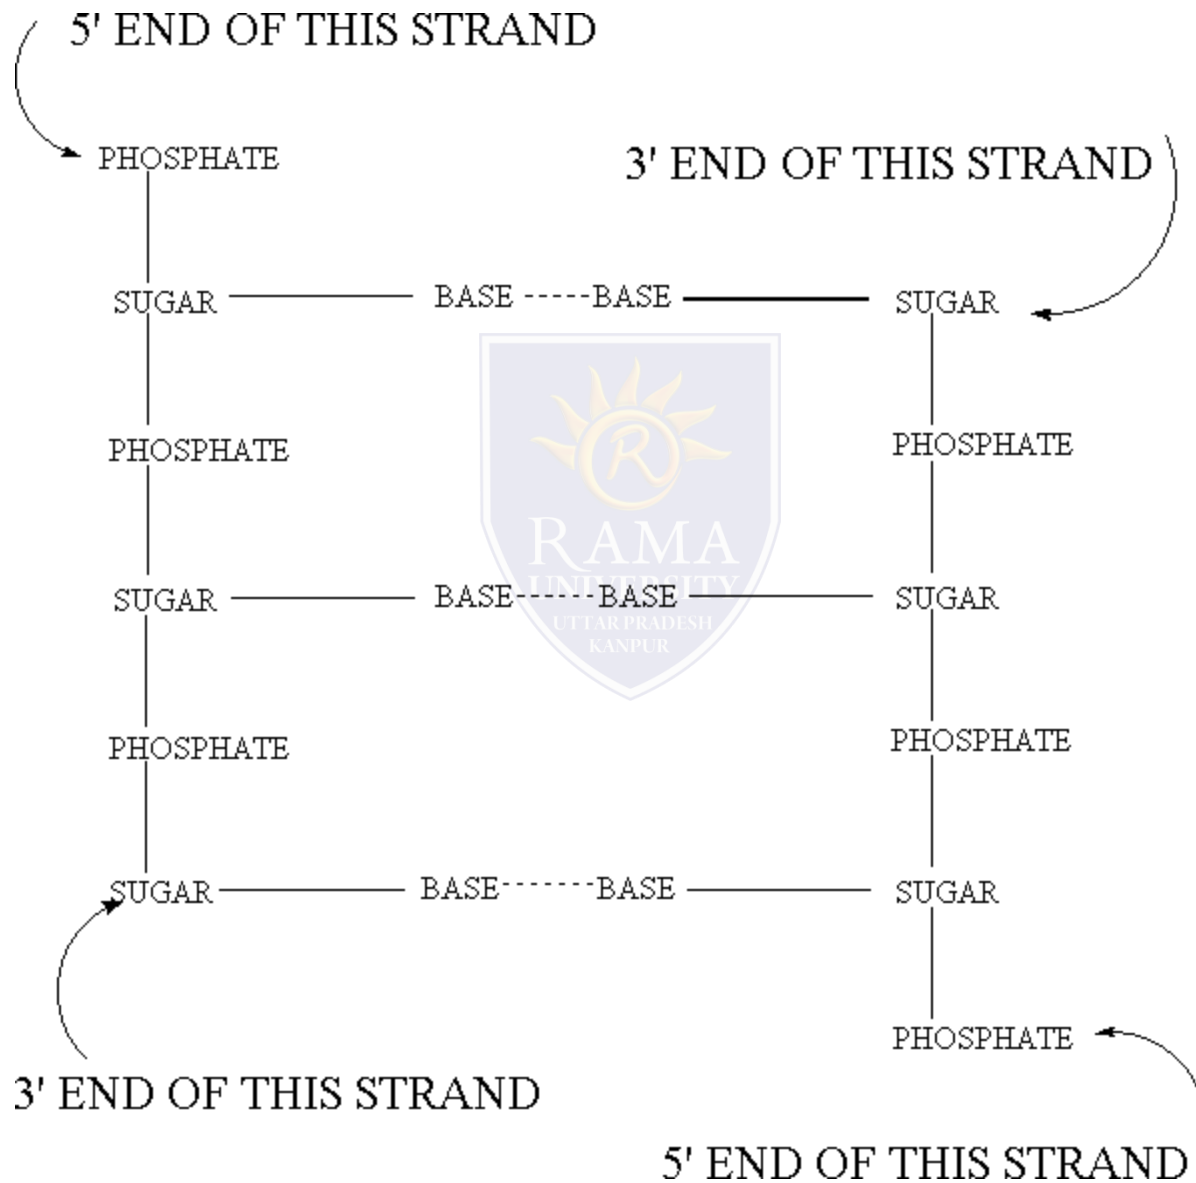 5' END OF THIS STRAND
PHOSPHATE
3' END OF THIS STRAND
SUGAR BASE BASE SUGAR
PHOSPHATE PHOSPHATE
RAMA
UNIVERSITY
SUGAR BASE BASE SUGAR
UTTAR PRADESH
KANPUR
PHOSPHATE PHOSPHATE
SUGAR BASE BASE SUGAR
PHOSPHATE
3' END OF THIS STRAND
5' END OF THIS STRAND